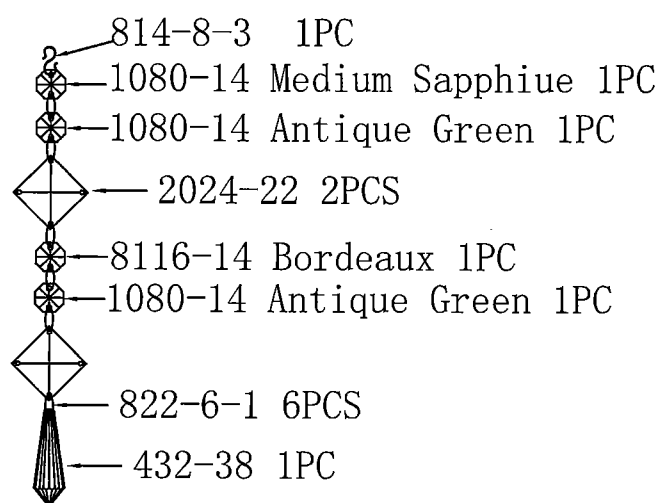 814-8-3 1PC
1080-14 Medium Sapphiue 1PC
1080-14 Antique Green 1PC
2024-22 2PCS
8116-14 Bordeaux 1PC
1080-14 Antique Green 1PC
822-6-1 6PCS
432-38 1PC